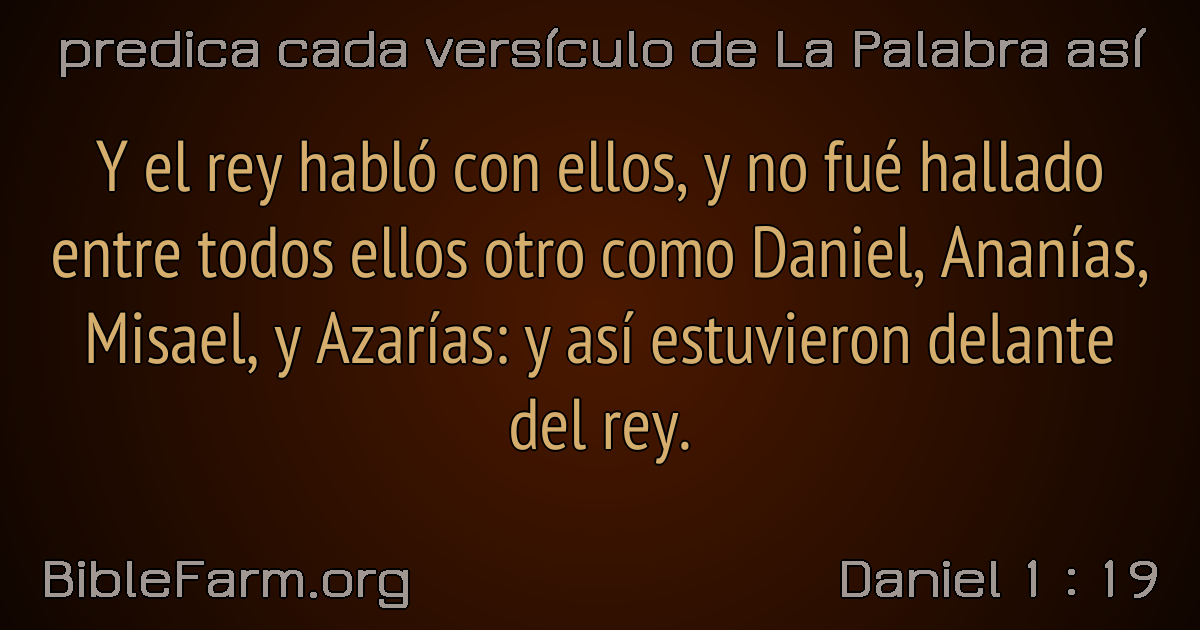 predica cada versículo de La Palabra así
Y el rey habló con ellos, y no fué hallado
entre todos ellos otro como Daniel, Ananías,
Misael, y Azarías: y así estuvieron delante
del rey.
BibleFarm.org
Daniel 1 : 19